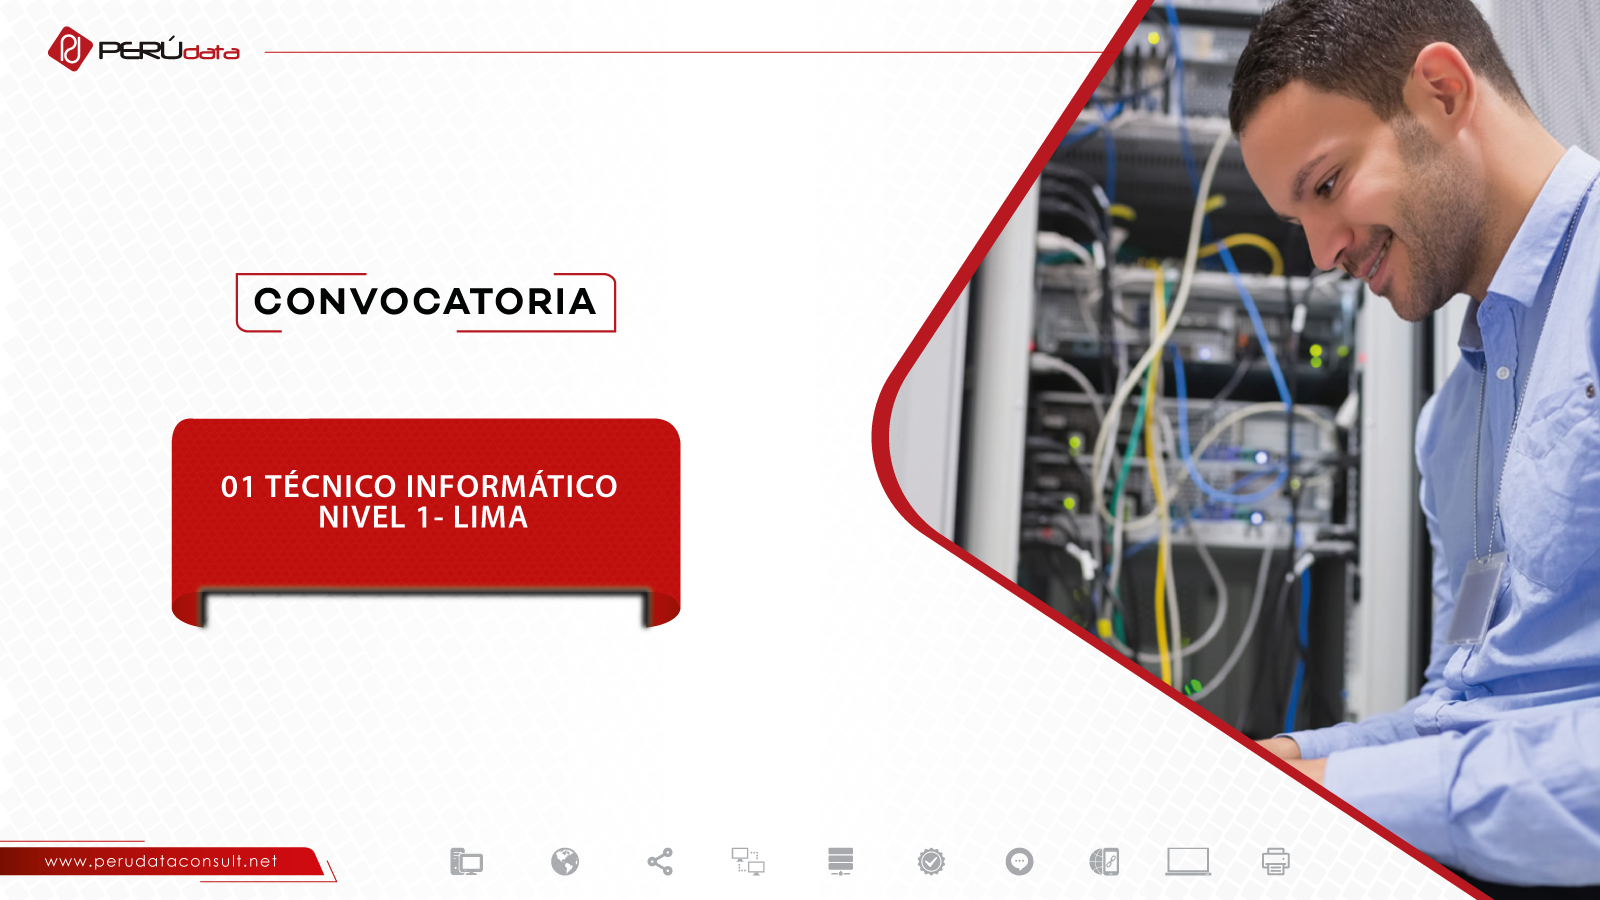 PERÚdata
CONVOCATORIA
01 TÉCNICO INFORMÁTICO
NIVEL 1- LIMA
www.perudataconsult.net